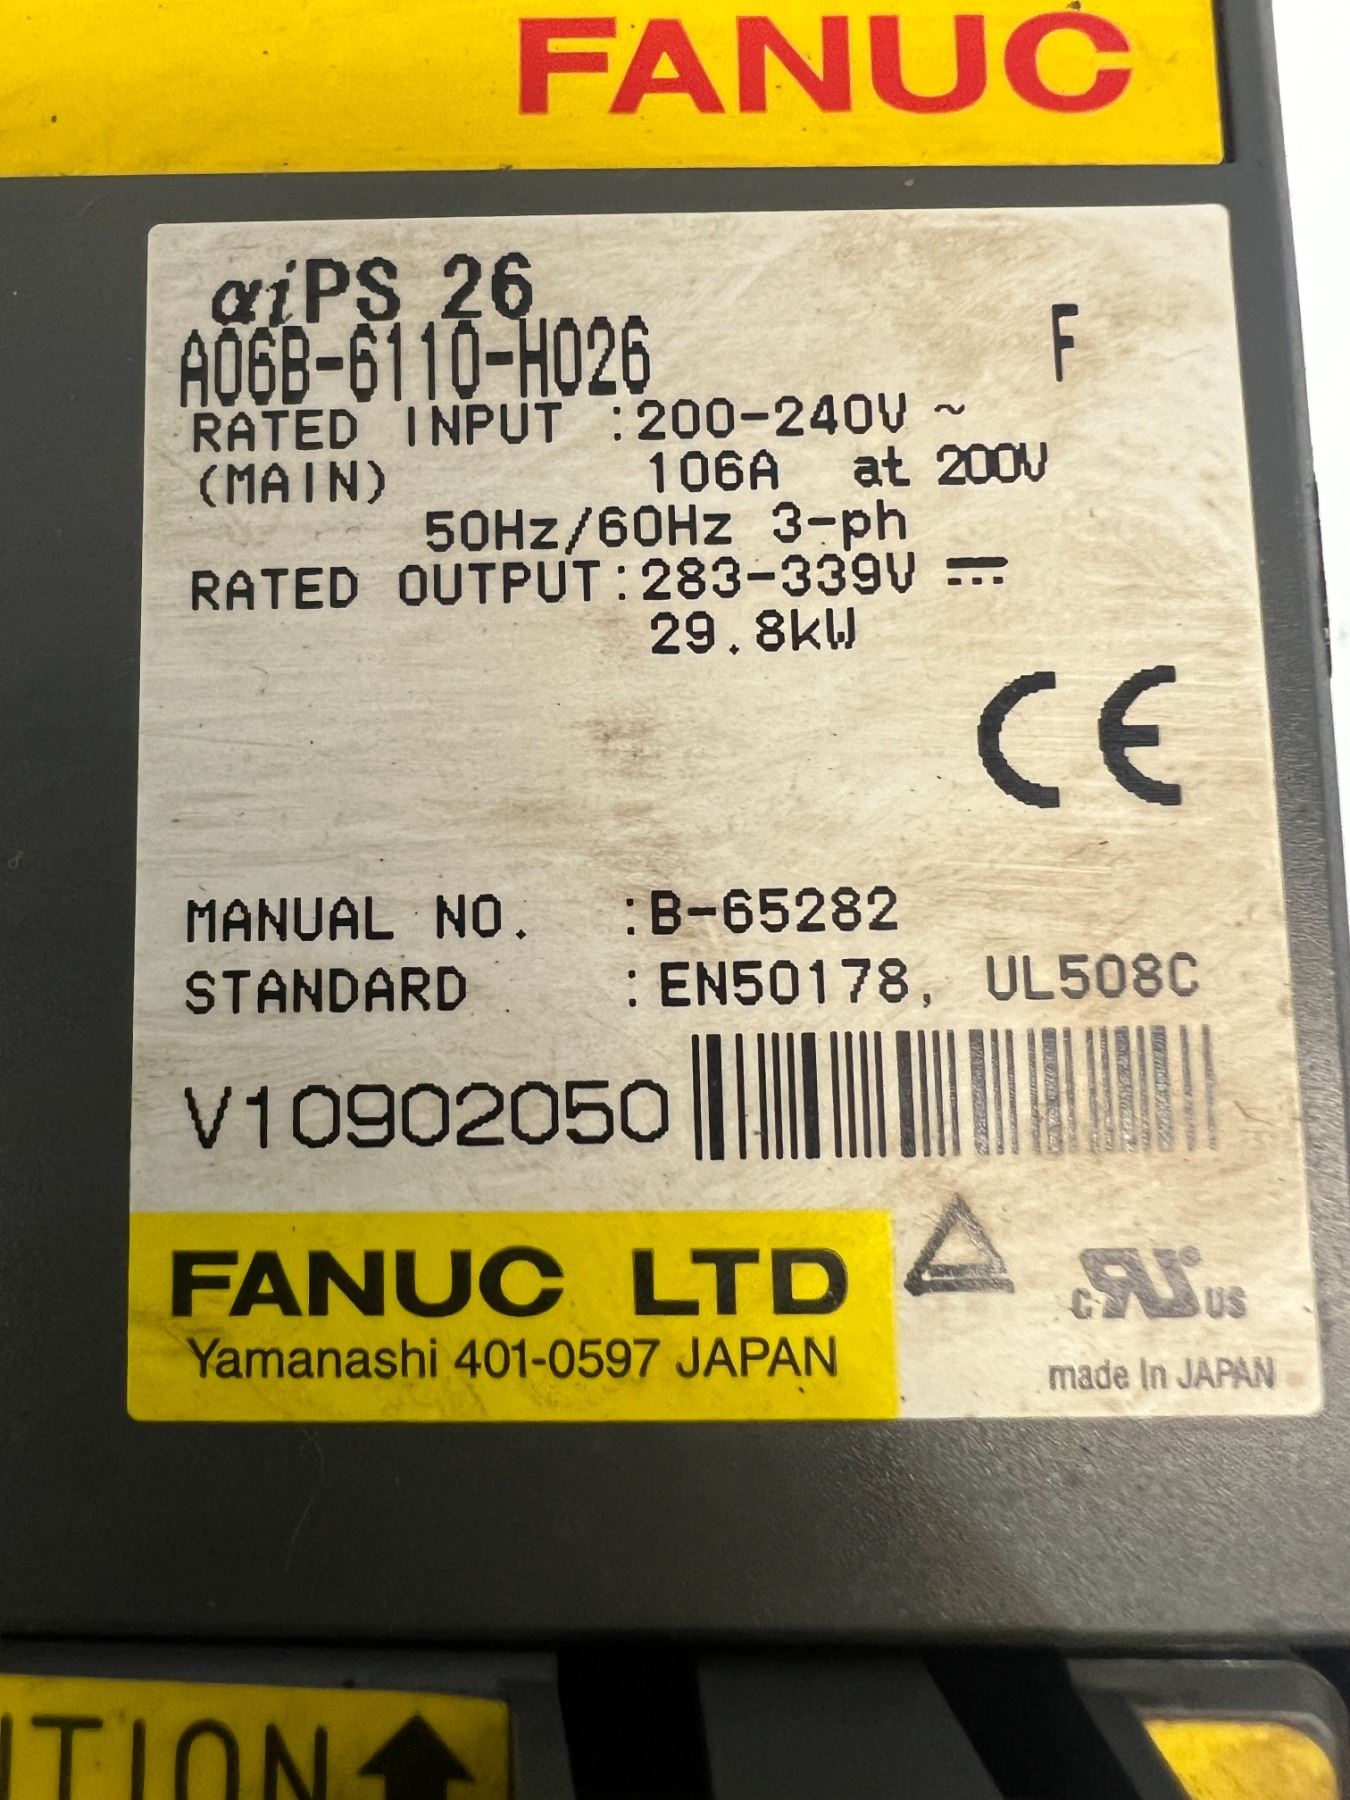 FANUC
αiPS 26
A06B-6110-H026 F
RATED INPUT :200-240V ~
(MAIN) 106A at 200V
50Hz/60Hz 3-ph
RATED OUTPUT:283-339V ⎓
29.8kW
CE
MANUAL NO. :B-65282
STANDARD :EN50178, UL508C
V10902050
FANUC LTD
Yamanashi 401-0597 JAPAN
c RU US
made In JAPAN